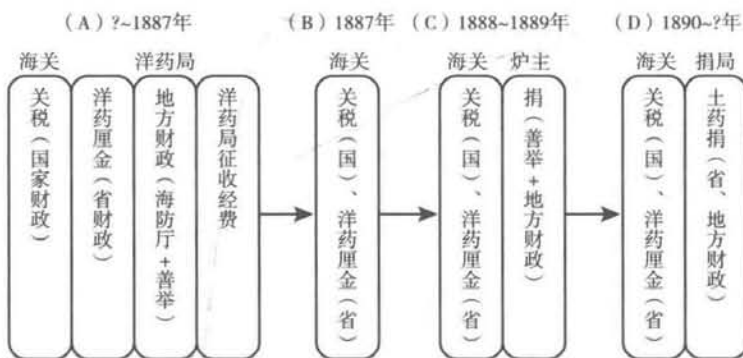 （A）?~1887年
（B）1887年
（C）1888~1889年
（D）1890~?年
海关
洋药局
海关
海关
炉主
海关
捐局
关税（国家财政）
洋药厘金（省财政）
地方财政（海防厅+善举）
洋药局征收经费
关税（国）、洋药厘金（省）
关税（国）、洋药厘金（省）
捐（善举+地方财政）
关税（国）、洋药厘金（省）
土药捐（省、地方财政）